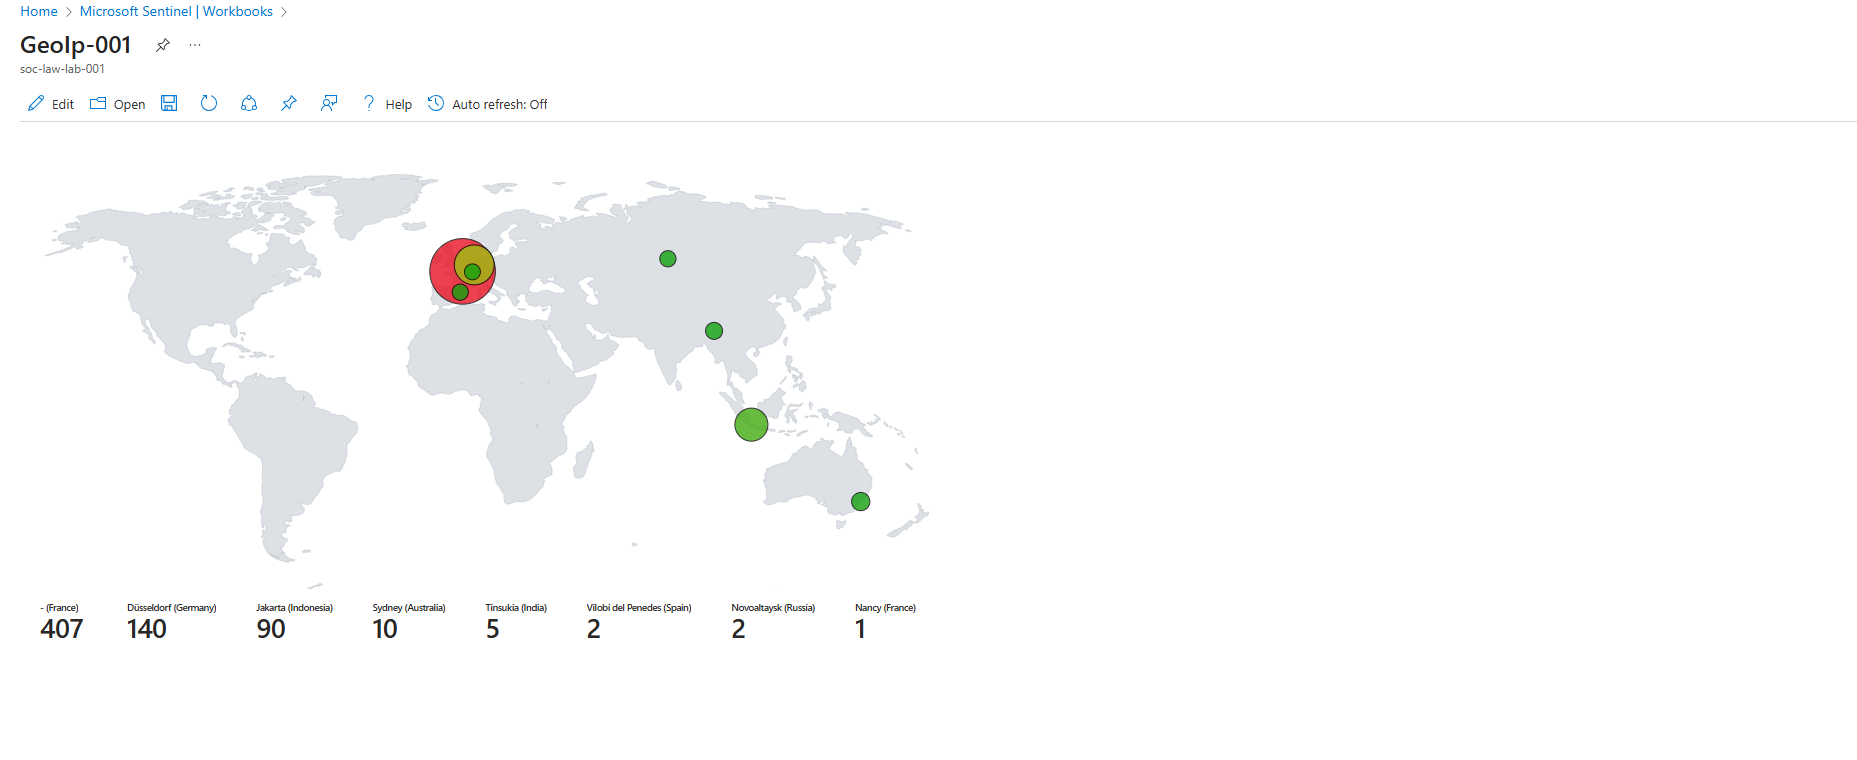 Home > Microsoft Sentinel | Workbooks >
GeoIp-001 ...
soc-law-lab-001
Edit Open Help Auto refresh: Off
- (France) Düsseldorf (Germany) Jakarta (Indonesia) Sydney (Australia) Tinsukia (India) Vilobi del Penedes (Spain) Novoaltaysk (Russia) Nancy (France)
407 140 90 10 5 2 2 1